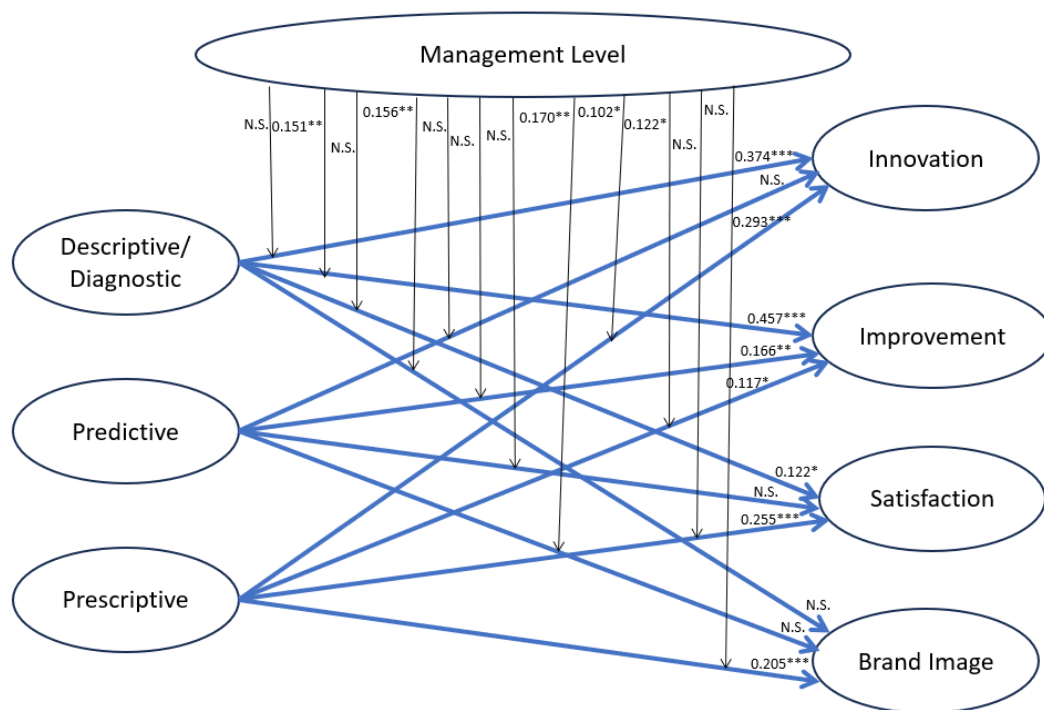 Management Level
N.S.
0.151**
N.S.
0.156**
N.S.
N.S.
N.S.
0.170**
0.102*
0.122*
N.S.
N.S.
N.S.
0.374***
Innovation
N.S.
0.293***
Descriptive/
Diagnostic
0.457***
Improvement
0.166**
0.117*
Predictive
0.122*
N.S.
Satisfaction
0.255***
Prescriptive
N.S.
N.S.
Brand Image
0.205***